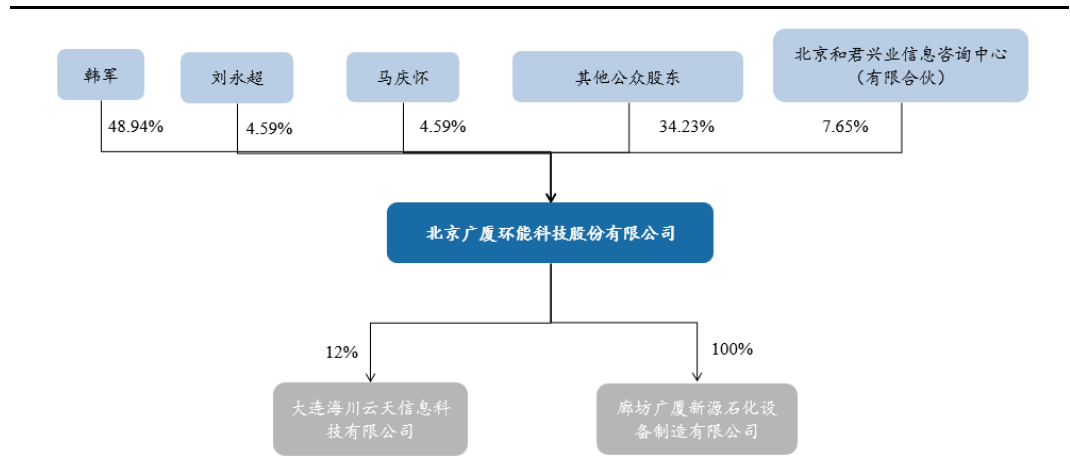 韩军
刘永超
马庆怀
其他公众股东
北京和君兴业信息咨询中心
（有限合伙）
48.94%
4.59%
4.59%
34.23%
7.65%
北京广厦环能科技股份有限公司
12%
100%
大连海川云天信息科
技有限公司
廊坊广厦新源石化设
备制造有限公司